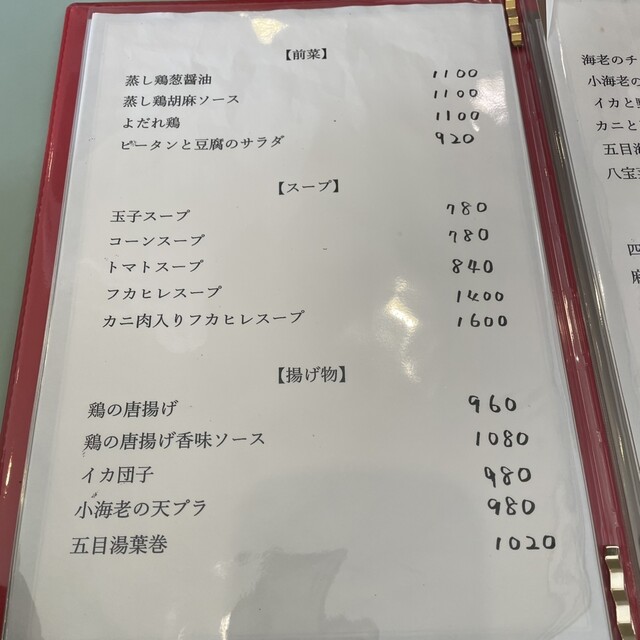 【前菜】
蒸し鶏葱醤油 1100
蒸し鶏胡麻ソース 1100
よだれ鶏 1100
ピータンと豆腐のサラダ 920
【スープ】
玉子スープ 780
コーンスープ 780
トマトスープ 840
フカヒレスープ 1400
カニ肉入りフカヒレスープ 1600
【揚げ物】
鶏の唐揚げ 960
鶏の唐揚げ香味ソース 1080
イカ団子 980
小海老の天プラ 980
五目湯葉巻 1020
海老のチ
小海老の
イカと
カニと
五目海
八宝
四